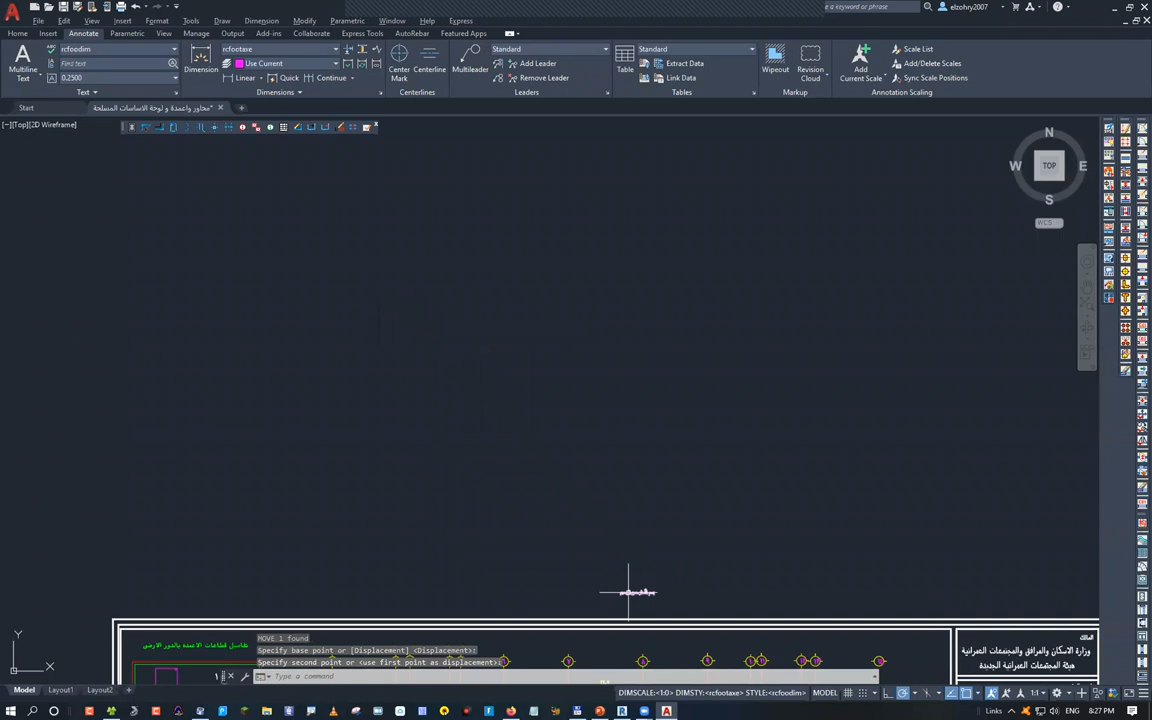 a keyword or phrase
elzohry2007
File Edit View Insert Format Tools Draw Dimension Modify Parametric Window Help Express
Home Insert Annotate Parametric View Manage Output Add-ins Collaborate Express Tools AutoRebar Featured Apps
Multiline Text
rcfoodim
Find text
0.2500
Text
Dimension
rcfootaxe
Use Current
Linear Quick Continue
Dimensions
Center Mark
Centerline
Centerlines
Multileader
Standard
Add Leader
Remove Leader
Leaders
Table
Standard
Extract Data
Link Data
Tables
Wipeout
Revision Cloud
Markup
Add Current Scale
Scale List
Add/Delete Scales
Sync Scale Positions
Annotation Scaling
Start
محاور واعمدة و لوحة الاساسات المسلحة*
[−][Top][2D Wireframe]
N
W TOP E
S
WCS
تفاسيل قطاعات الاعمدة بالدور الارضى
المالك
وزارة الاسكان والمرافق والمجتمعات العمرانية
هيئة المجتمعات العمرانية الجديدة
MOVE 1 found
Specify base point or [Displacement] <Displacement>:
Specify second point or <use first point as displacement>:
Type a command
Y
X
Model Layout1 Layout2
DIMSCALE:<1:0> DIMSTY:<rcfootaxe> STYLE:<rcfoodim> MODEL
1:1
Links
ENG
8:27 PM